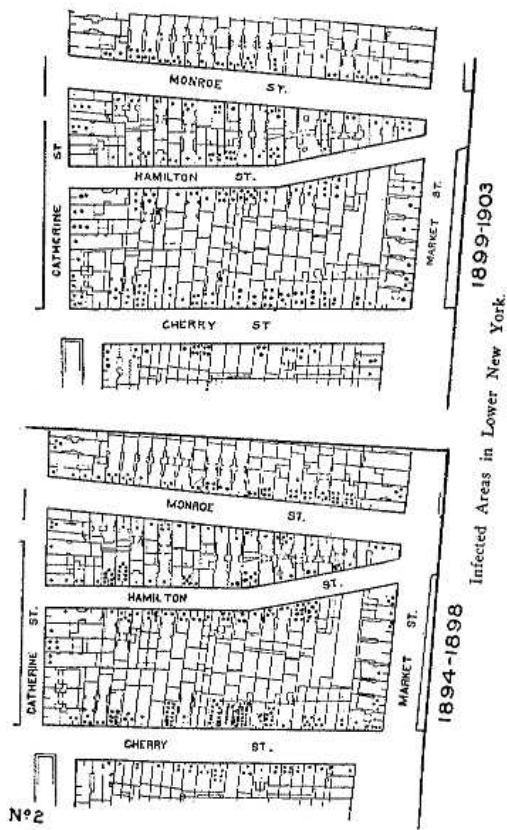 MONROE ST.
CATHERINE ST
HAMILTON ST.
MARKET ST.
CHERRY ST
1899-1903
MONROE ST.
CATHERINE ST.
HAMILTON ST.
MARKET ST.
CHERRY ST.
1894-1898
Nº2
Infected Areas in Lower New York.